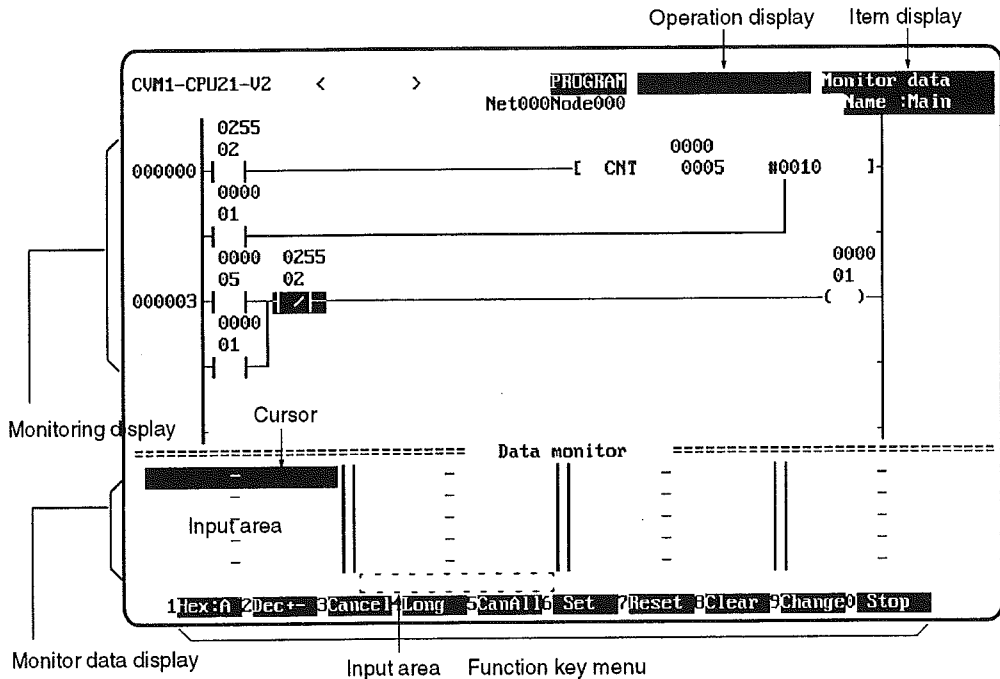 Operation display Item display
CVM1-CPU21-V2 < > PROGRAM Monitor data
Net000Node000 Name :Main
0255
02 0000
000000 [ CNT 0005 #0010 ]
0000
01
0000 0255 0000
05 02 01
000003 / ( )
0000
01
Monitoring display
Cursor
================== Data monitor ==================
- - - -
- - - -
Input area - - -
- - - -
- - - -
1Hex:A 2Dec+- 3Cancel 4Long 5CanAll 6 Set 7Reset 8Clear 9Change 0 Stop
Monitor data display Input area Function key menu